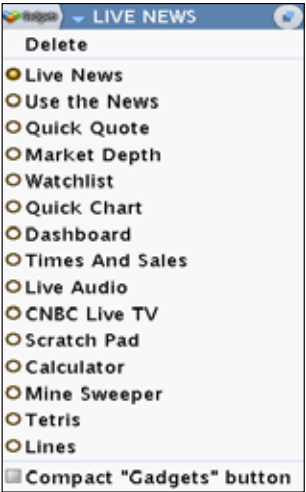 Gadgets LIVE NEWS
Delete
Live News
Use the News
Quick Quote
Market Depth
Watchlist
Quick Chart
Dashboard
Times And Sales
Live Audio
CNBC Live TV
Scratch Pad
Calculator
Mine Sweeper
Tetris
Lines
Compact "Gadgets" button